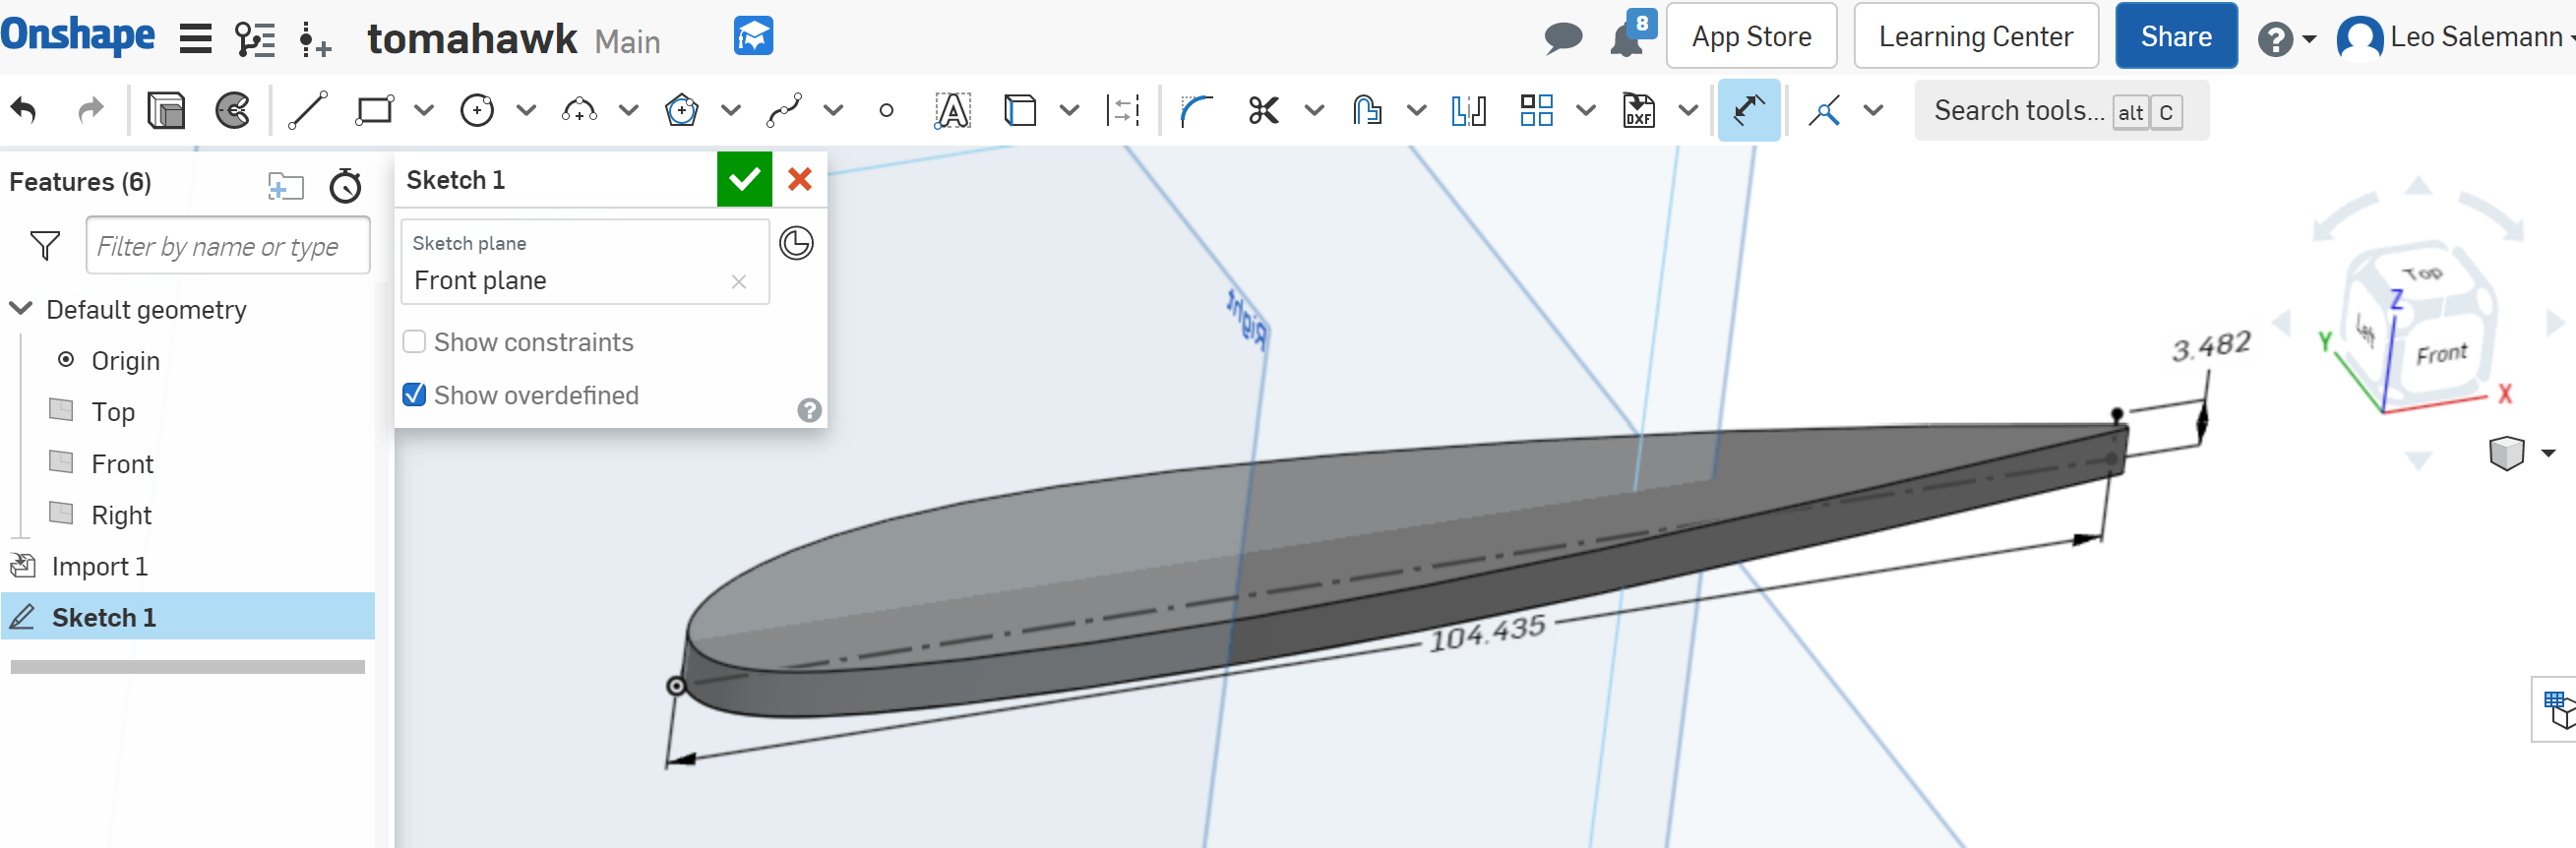 Onshape tomahawk Main 8 App Store Learning Center Share ? Leo Salemann
DXF Search tools... alt C
Features (6)
Filter by name or type
Default geometry
Origin
Top
Front
Right
Import 1
Sketch 1
Sketch 1
Sketch plane
Front plane
Show constraints
Show overdefined
?
Right
104.435
3.482
Top
Left
Front
Z
Y
X